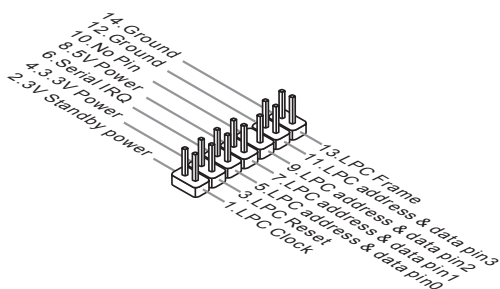 14.Ground
12.Ground
10.No Pin
8.5V Power
6.Serial IRQ
4.3.3V Power
2.3V Standby power
13.LPC Frame
11.LPC address & data pin3
9.LPC address & data pin2
7.LPC address & data pin1
5.LPC address & data pin0
3.LPC Reset
1.LPC Clock